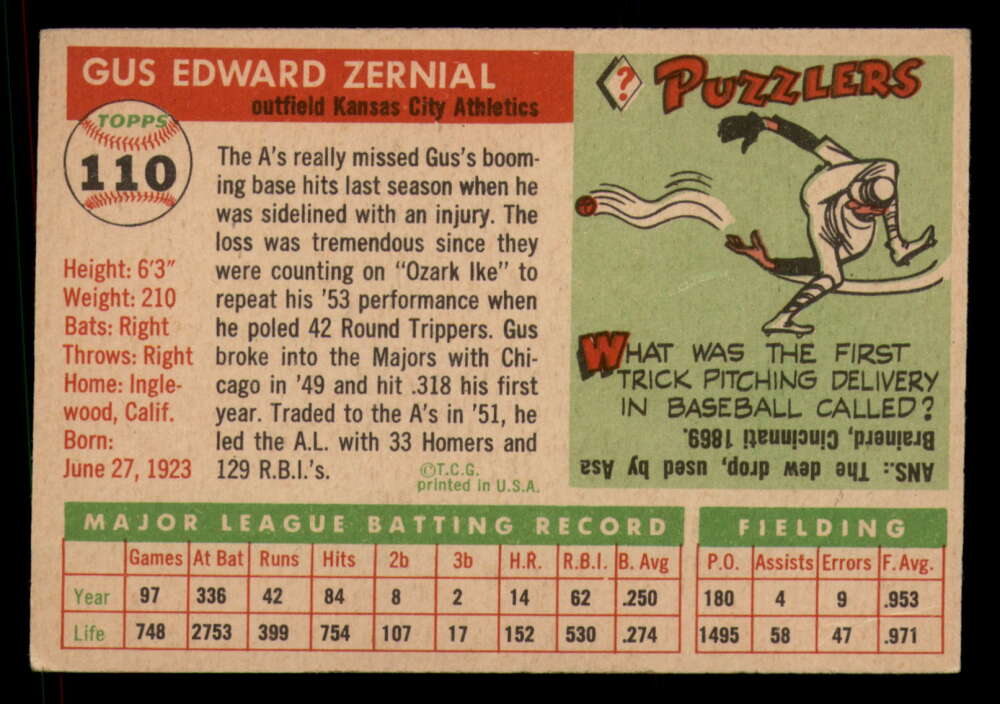 GUS EDWARD ZERNIAL
outfield Kansas City Athletics
TOPPS
110
Height: 6'3"
Weight: 210
Bats: Right
Throws: Right
Home: Ingle-
wood, Calif.
Born:
June 27, 1923
The A's really missed Gus's boom-
ing base hits last season when he
was sidelined with an injury. The
loss was tremendous since they
were counting on "Ozark Ike" to
repeat his '53 performance when
he poled 42 Round Trippers. Gus
broke into the Majors with Chi-
cago in '49 and hit .318 his first
year. Traded to the A's in '51, he
led the A.L. with 33 Homers and
129 R.B.I.'s.
©T.C.G.
printed in U.S.A.
? PUZZLERS
WHAT WAS THE FIRST
TRICK PITCHING DELIVERY
IN BASEBALL CALLED?
ANS.: The dew drop, used by Asa
Brainerd, Cincinnati 1869.
MAJOR LEAGUE BATTING RECORD FIELDING
Games At Bat Runs Hits 2b 3b H.R. R.B.I. B. Avg P.O. Assists Errors F. Avg.
Year 97 336 42 84 8 2 14 62 .250 180 4 9 .953
Life 748 2753 399 754 107 17 152 530 .274 1495 58 47 .971